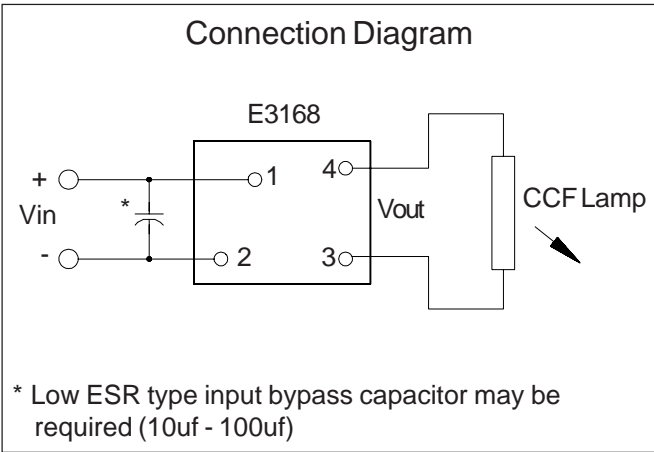 Connection Diagram
E3168
+
1
4
*
Vin
Vout
CCF Lamp
-
2
3
* Low ESR type input bypass capacitor may be
required (10uf - 100uf)